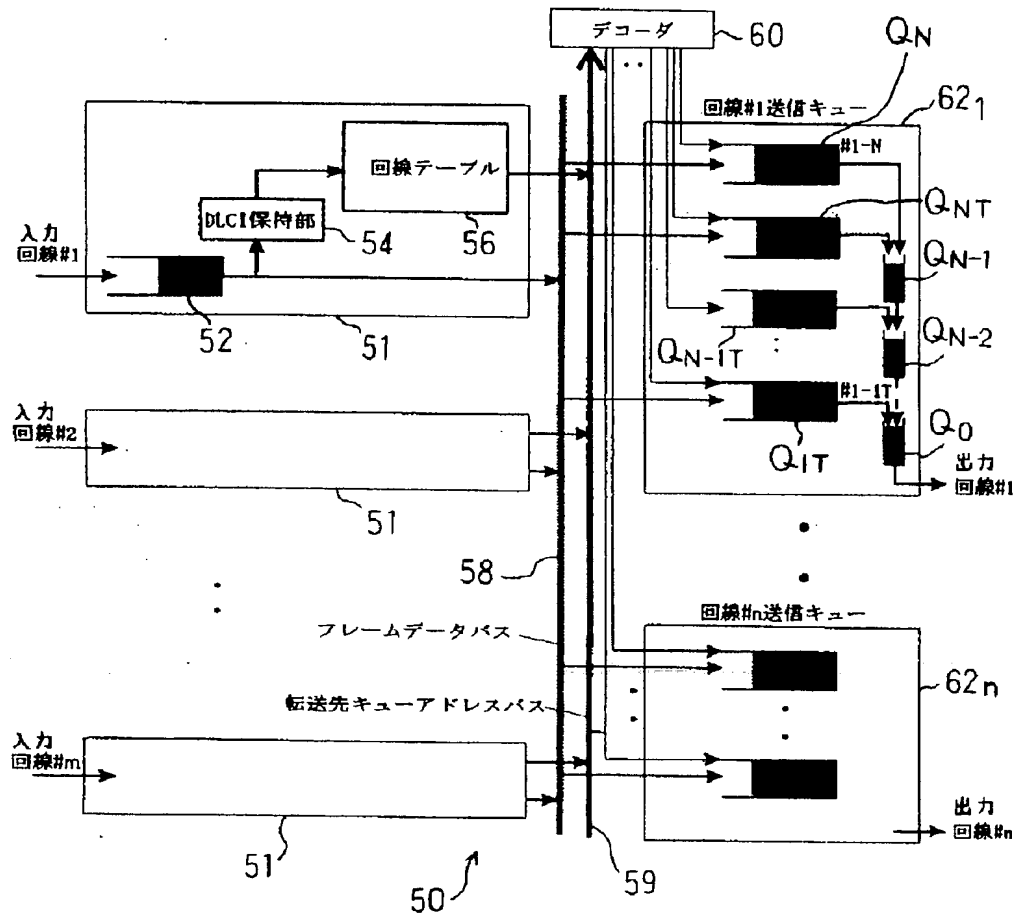 デコーダ
60
QN
回線#1送信キュー
62₁
#1-N
回線テーブル
56
DLCI保持部
54
入力
回線#1
52
51
QNT
QN-1
QN-2
QN-1T
#1-1T
Q1T
Q0
出力
回線#1
入力
回線#2
51
58
フレームデータバス
回線#n送信キュー
62n
転送先キューアドレスバス
入力
回線#m
51
50
59
出力
回線#n